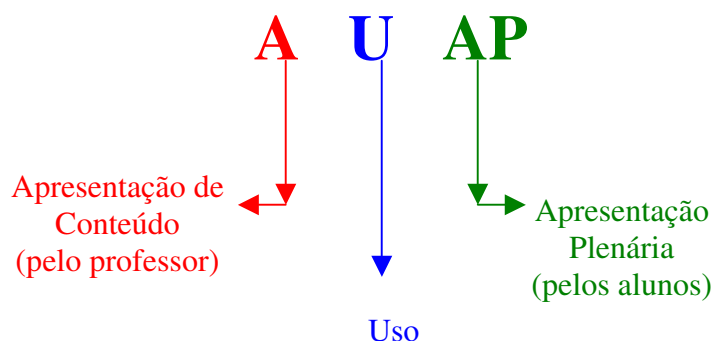 A U AP
Apresentação de
Conteúdo
(pelo professor)
Apresentação
Plenária
(pelos alunos)
Uso